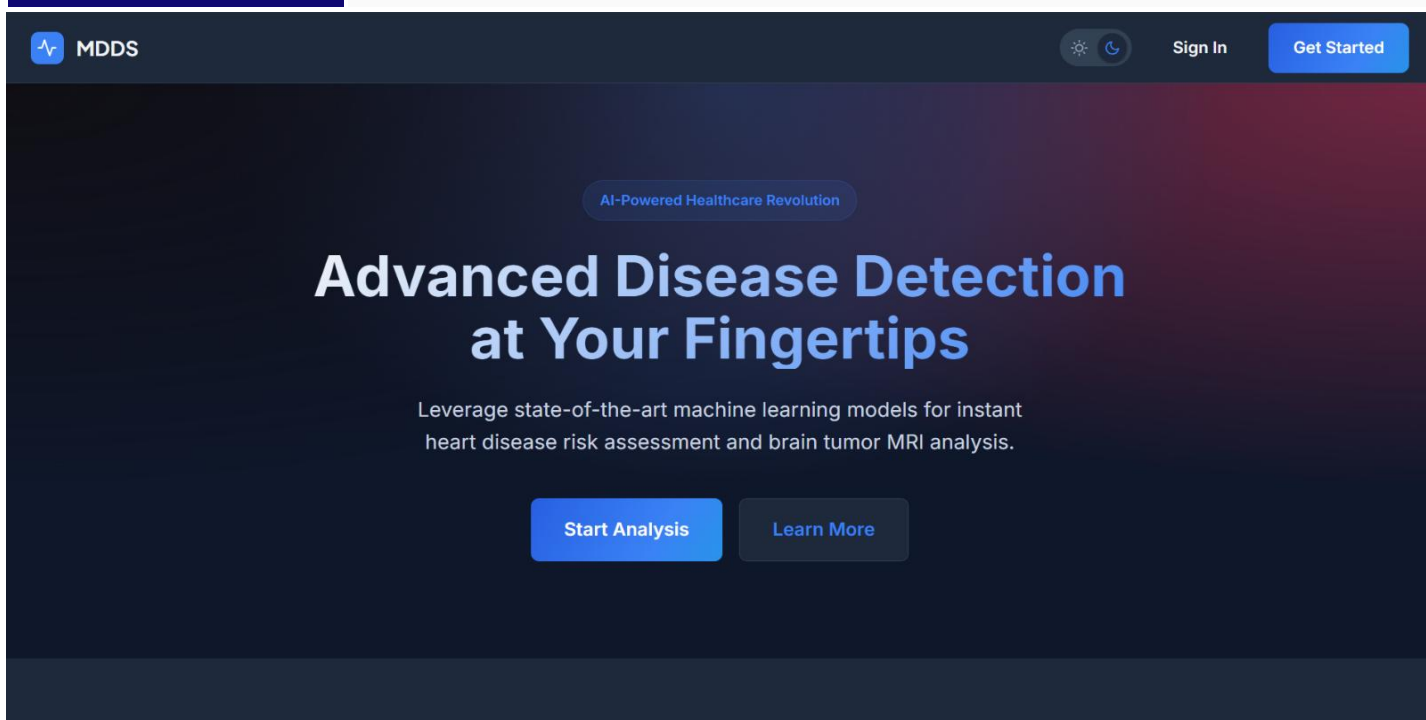 MDDS
Sign In
Get Started
AI-Powered Healthcare Revolution
Advanced Disease Detection
at Your Fingertips
Leverage state-of-the-art machine learning models for instant
heart disease risk assessment and brain tumor MRI analysis.
Start Analysis
Learn More